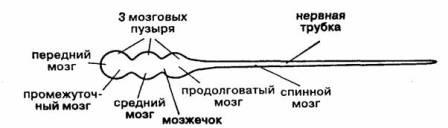 3 мозговых
пузыря
нервная
трубка
передний
мозг
промежуточ-
ный мозг
средний
мозг
мозжечок
продолговатый
мозг
спинной
мозг